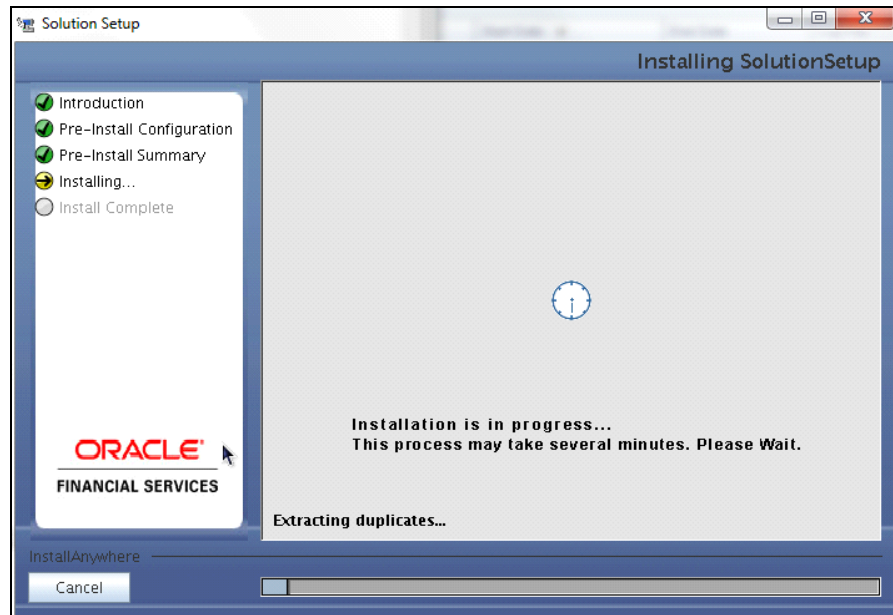 Solution Setup
Installing SolutionSetup
Introduction
Pre-Install Configuration
Pre-Install Summary
Installing...
Install Complete
Installation is in progress...
This process may take several minutes. Please Wait.
ORACLE
FINANCIAL SERVICES
Extracting duplicates...
InstallAnywhere
Cancel